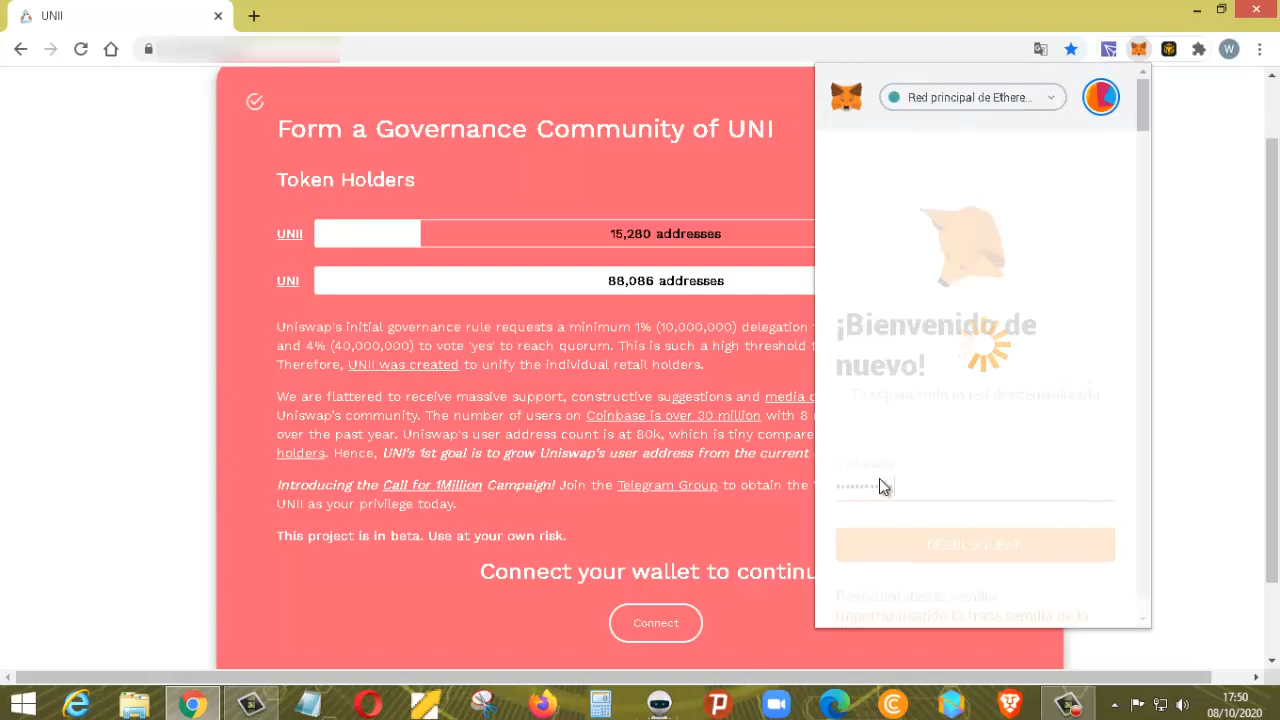 UNII
W
Form a Governance Community of UNI
Token Holders
UNII 15,280 addresses
UNI 88,086 addresses
Uniswap's initial governance rule requests a minimum 1% (10,000,000) delegation
and 4% (40,000,000) to vote 'yes' to reach quorum. This is such a high threshold
Therefore, UNII was created to unify the individual retail holders.
We are flattered to receive massive support, constructive suggestions and media
Uniswap's community. The number of users on Coinbase is over 30 million with 8
over the past year. Uniswap's user address count is at 80k, which is tiny compare
holders. Hence, UNI's 1st goal is to grow Uniswap's user address from the current
Introducing the Call for 1Million Campaign! Join the Telegram Group to obtain the
UNII as your privilege today.
This project is in beta. Use at your own risk.
Connect your wallet to continu
Connect
Red principal de Ethere...
¡Bienvenido de
nuevo!
DESBLOQUEAR
17:50
08/10/2020